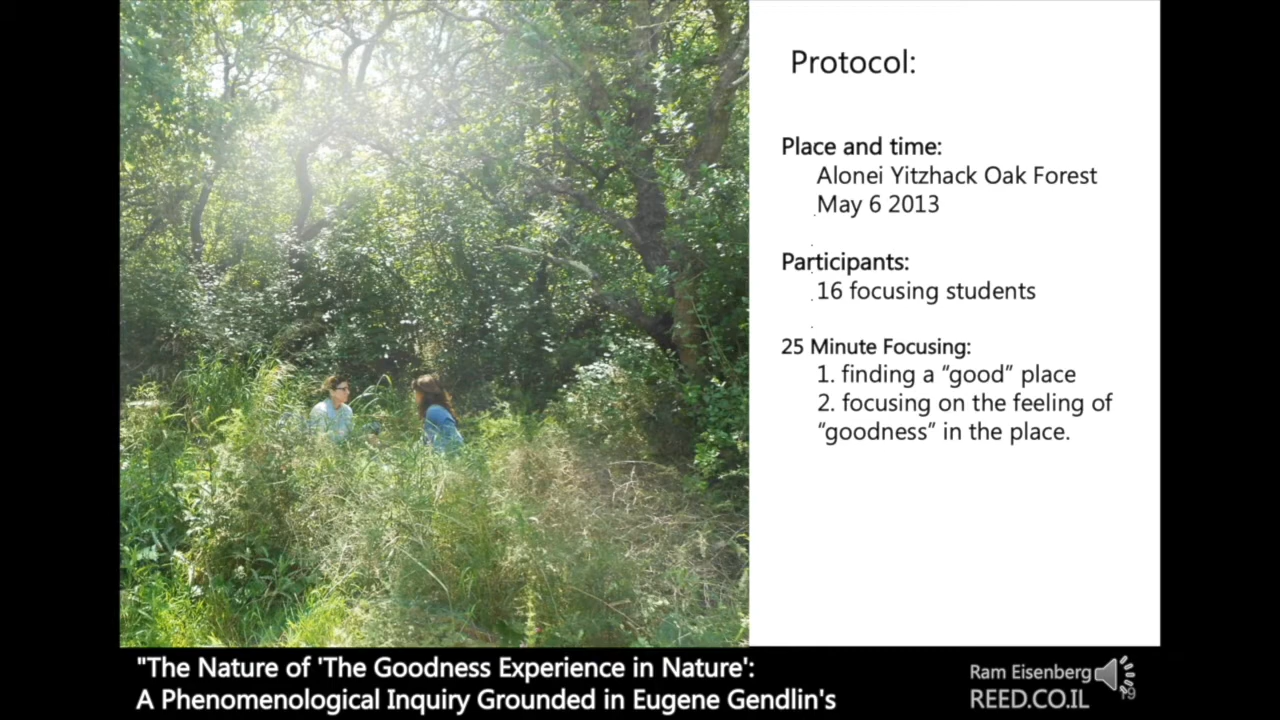 Protocol:
Place and time:
Alonei Yitzhack Oak Forest
May 6 2013
Participants:
16 focusing students
25 Minute Focusing:
1. finding a “good” place
2. focusing on the feeling of
“goodness” in the place.
"The Nature of 'The Goodness Experience in Nature':
A Phenomenological Inquiry Grounded in Eugene Gendlin's
Ram Eisenberg
REED.CO.IL
19